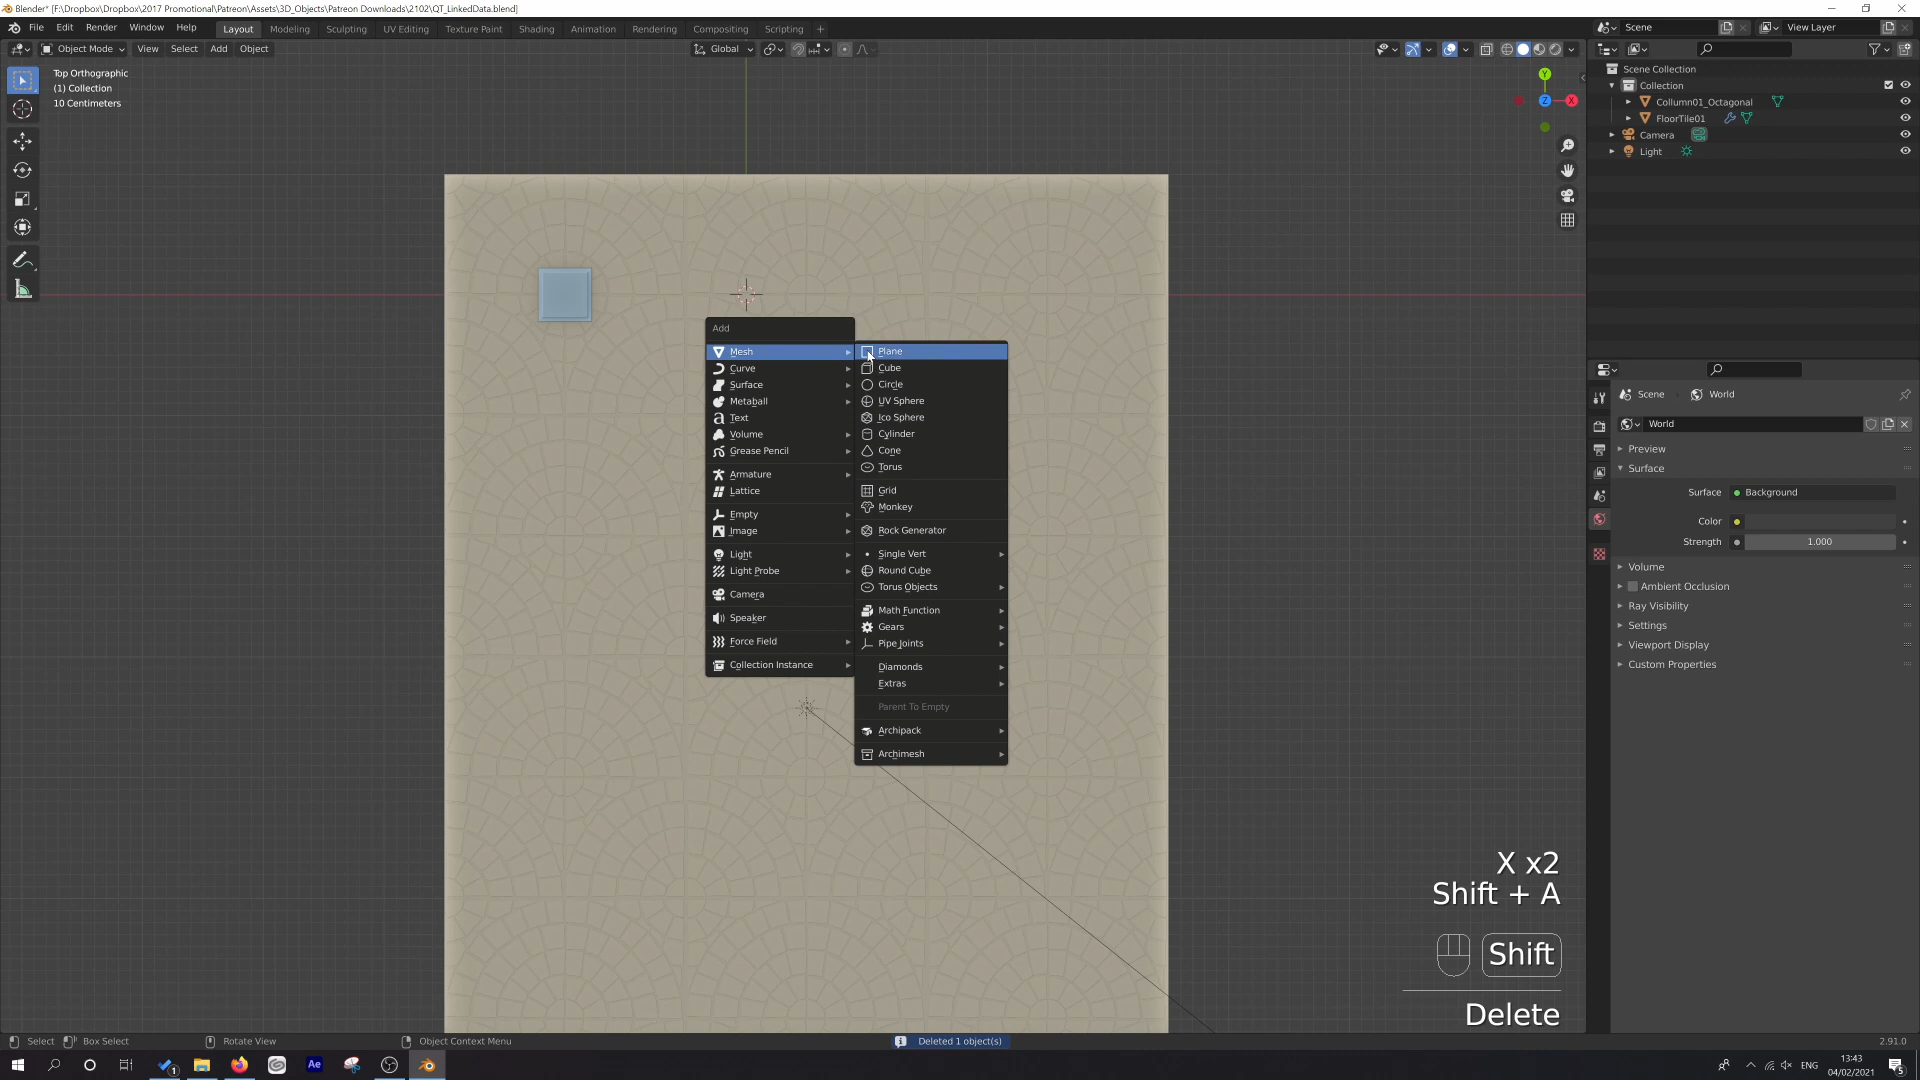 Blender* [F:\Dropbox\Dropbox\2017 Promotional\Patreon\Assets\3D_Objects\Patreon Downloads\2102\QT_LinkedData.blend]
File Edit Render Window Help Layout Modeling Sculpting UV Editing Texture Paint Shading Animation Rendering Compositing Scripting + Scene View Layer
Object Mode View Select Add Object Global
Top Orthographic
(1) Collection
10 Centimeters
Y
Z X
Scene Collection
Collection
Collumn01_Octagonal
FloorTile01
Camera
Light
Add
Mesh
Curve
Surface
Metaball
Text
Volume
Grease Pencil
Armature
Lattice
Empty
Image
Light
Light Probe
Camera
Speaker
Force Field
Collection Instance
Plane
Cube
Circle
UV Sphere
Ico Sphere
Cylinder
Cone
Torus
Grid
Monkey
Rock Generator
Single Vert
Round Cube
Torus Objects
Math Function
Gears
Pipe Joints
Diamonds
Extras
Parent To Empty
Archipack
Archimesh
Scene World
World
Preview
Surface
Surface Background
Color
Strength 1.000
Volume
Ambient Occlusion
Ray Visibility
Settings
Viewport Display
Custom Properties
X x2
Shift + A
Shift
Delete
Select Box Select Rotate View Object Context Menu Deleted 1 object(s) 2.91.0
1 Ae ENG 13:43
04/02/2021 5